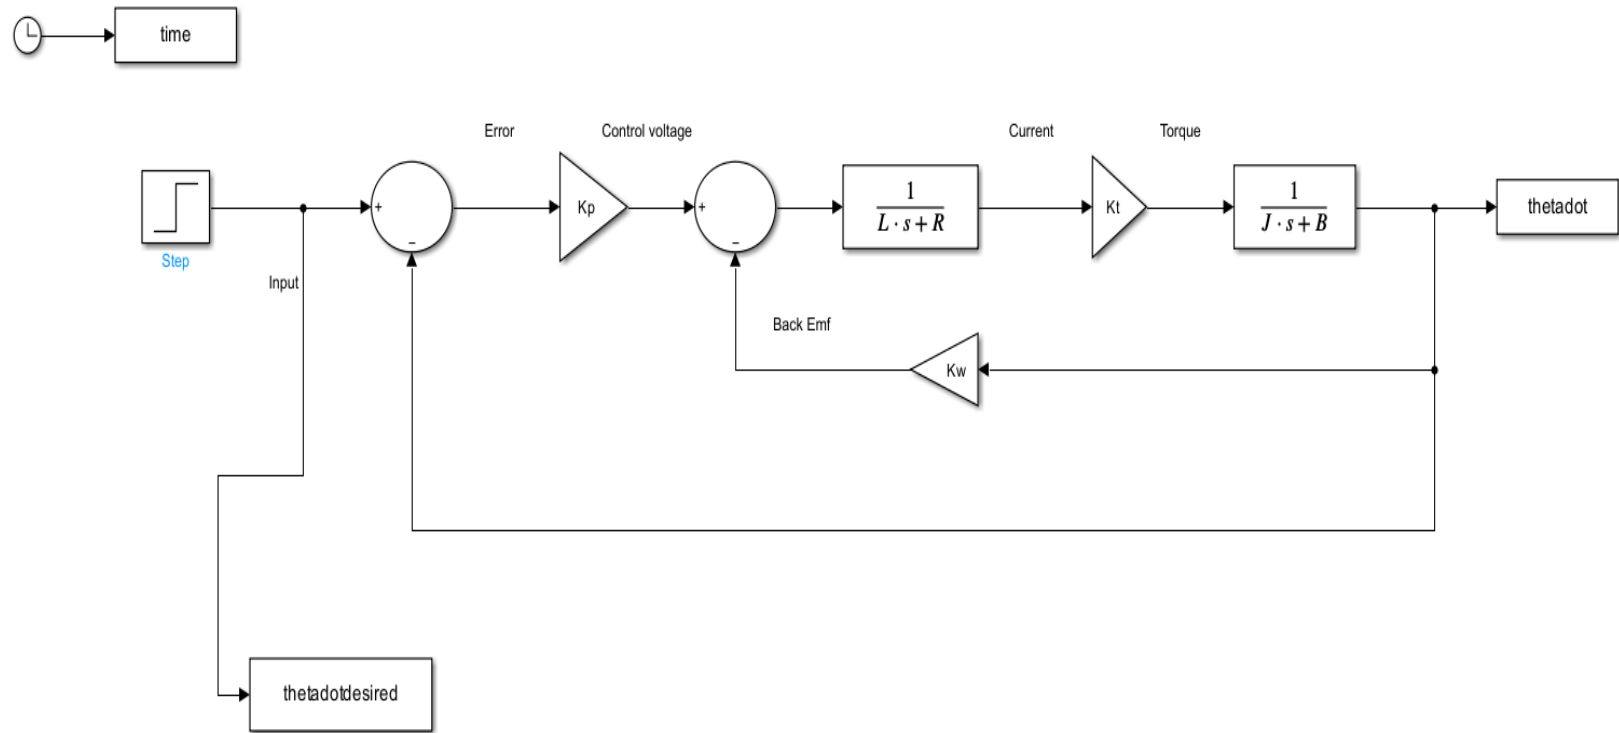 time
Error
Control voltage
Current
Torque
Step
Input
+
−
Kp
+
−
1
L · s + R
Kt
1
J · s + B
thetadot
Back Emf
Kw
thetadotdesired